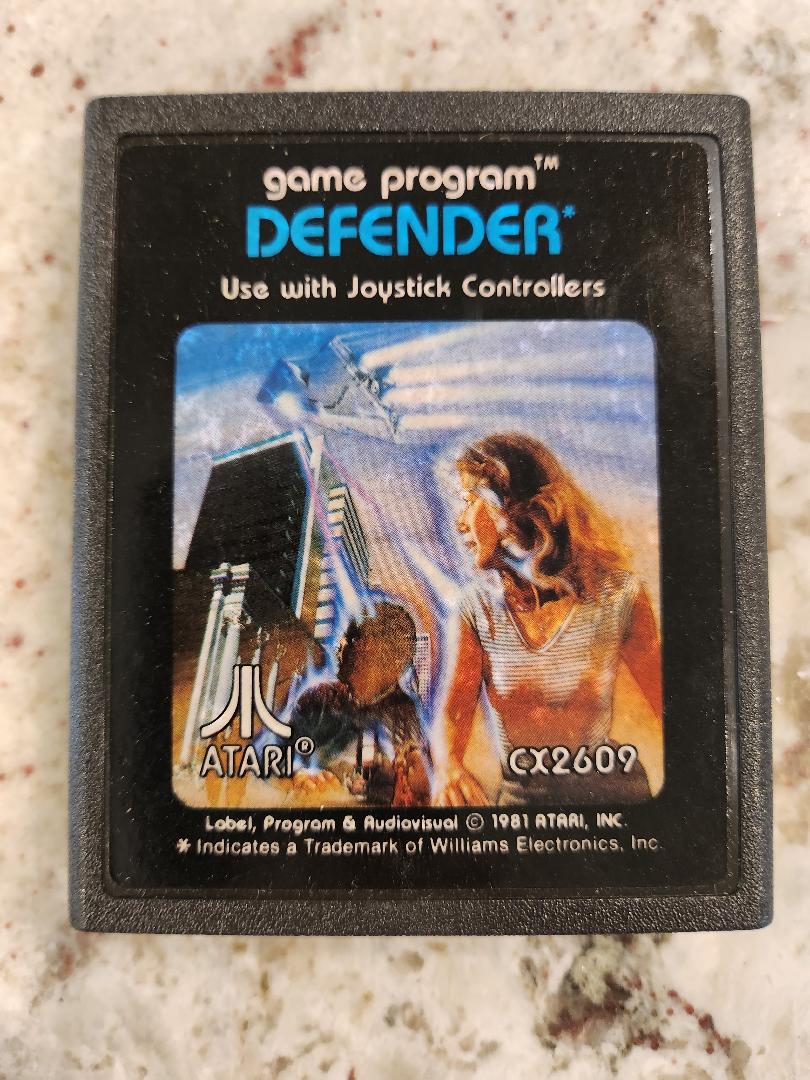 game program™
DEFENDER*
Use with Joystick Controllers
ATARI®
CX2609
Label, Program & Audiovisual © 1981 ATARI, INC.
* Indicates a Trademark of Williams Electronics, Inc.